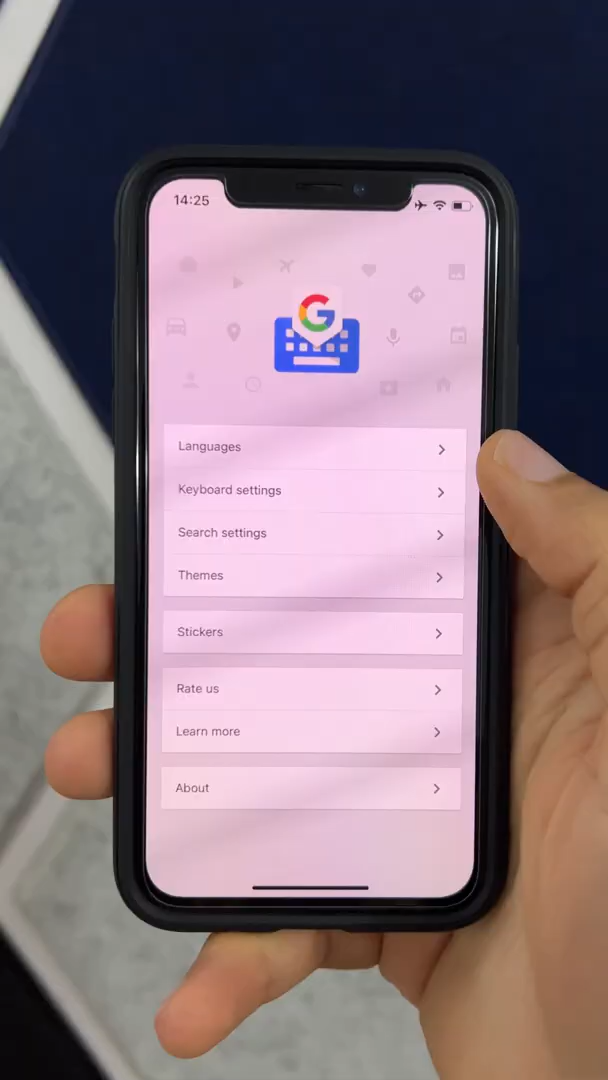 14:25
Languages
Keyboard settings
Search settings
Themes
Stickers
Rate us
Learn more
About